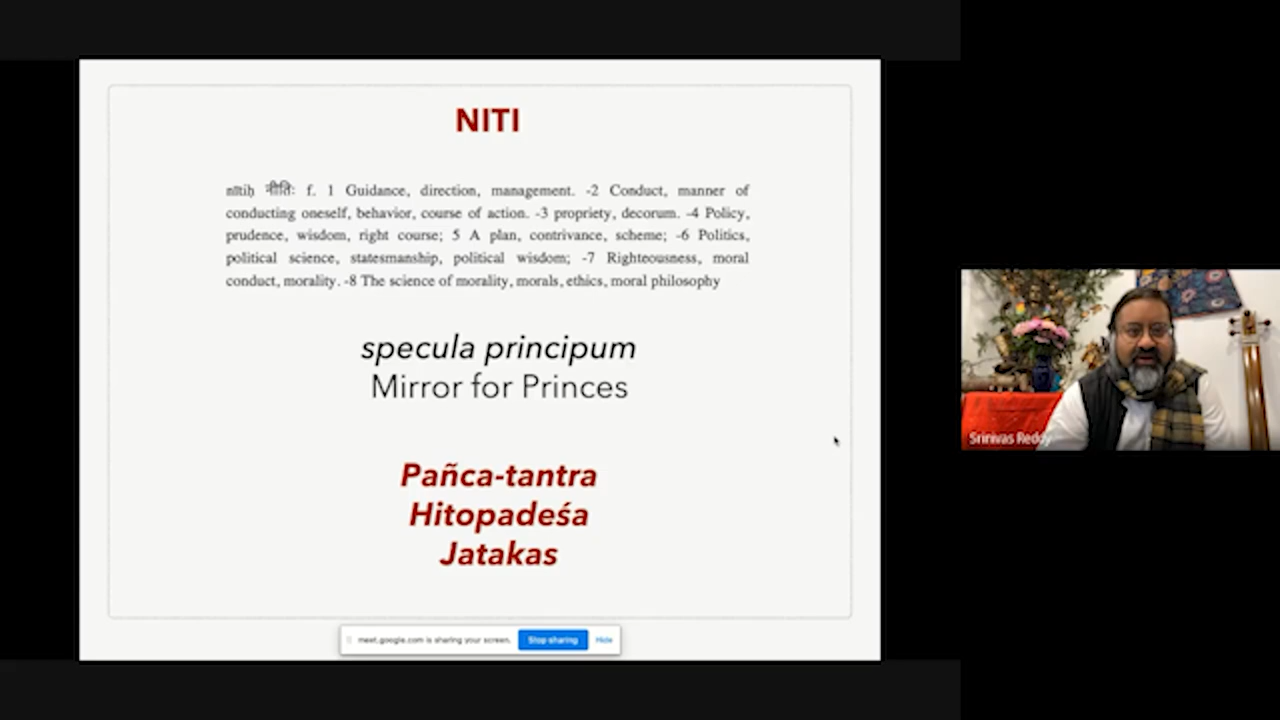 NITI
nītiḥ नीतिः f. 1 Guidance, direction, management. -2 Conduct, manner of
conducting oneself, behavior, course of action. -3 propriety, decorum. -4 Policy,
prudence, wisdom, right course; 5 A plan, contrivance, scheme; -6 Politics,
political science, statesmanship, political wisdom; -7 Righteousness, moral
conduct, morality. -8 The science of morality, morals, ethics, moral philosophy
specula principum
Mirror for Princes
Pañca-tantra
Hitopadeśa
Jatakas
meet.google.com is sharing your screen.
Stop sharing
Hide
Srinivas Reddy